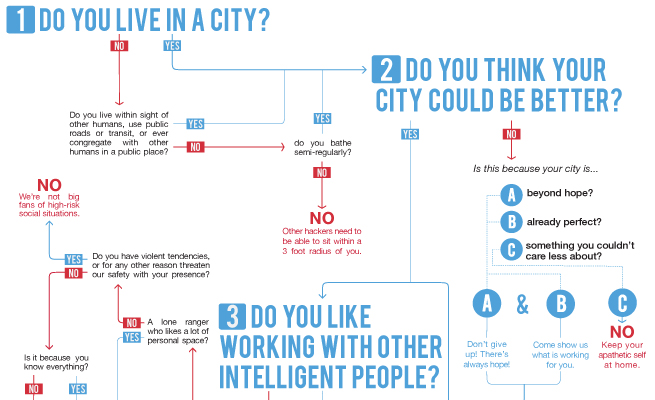 1 DO YOU LIVE IN A CITY?
NO
YES
2 DO YOU THINK YOUR
CITY COULD BE BETTER?
Do you live within sight of
other humans, use public
roads or transit, or ever
congregate with other
humans in a public place?
YES
NO
YES
do you bathe
semi-regularly?
NO
NO
Other hackers need to
be able to sit within a
3 foot radius of you.
YES
NO
Is this because your city is...
A beyond hope?
B already perfect?
C something you couldn't
care less about?
A & B C
Don't give
up! There's
always hope!
Come show us
what is working
for you.
NO
Keep your
apathetic self
at home.
NO
We're not big
fans of high-risk
social situations.
YES
NO
Do you have violent tendencies,
or for any other reason threaten
our safety with your presence?
NO
YES
A lone ranger
who likes a lot of
personal space?
Is it because you
know everything?
NO
YES
3 DO YOU LIKE
WORKING WITH OTHER
INTELLIGENT PEOPLE?